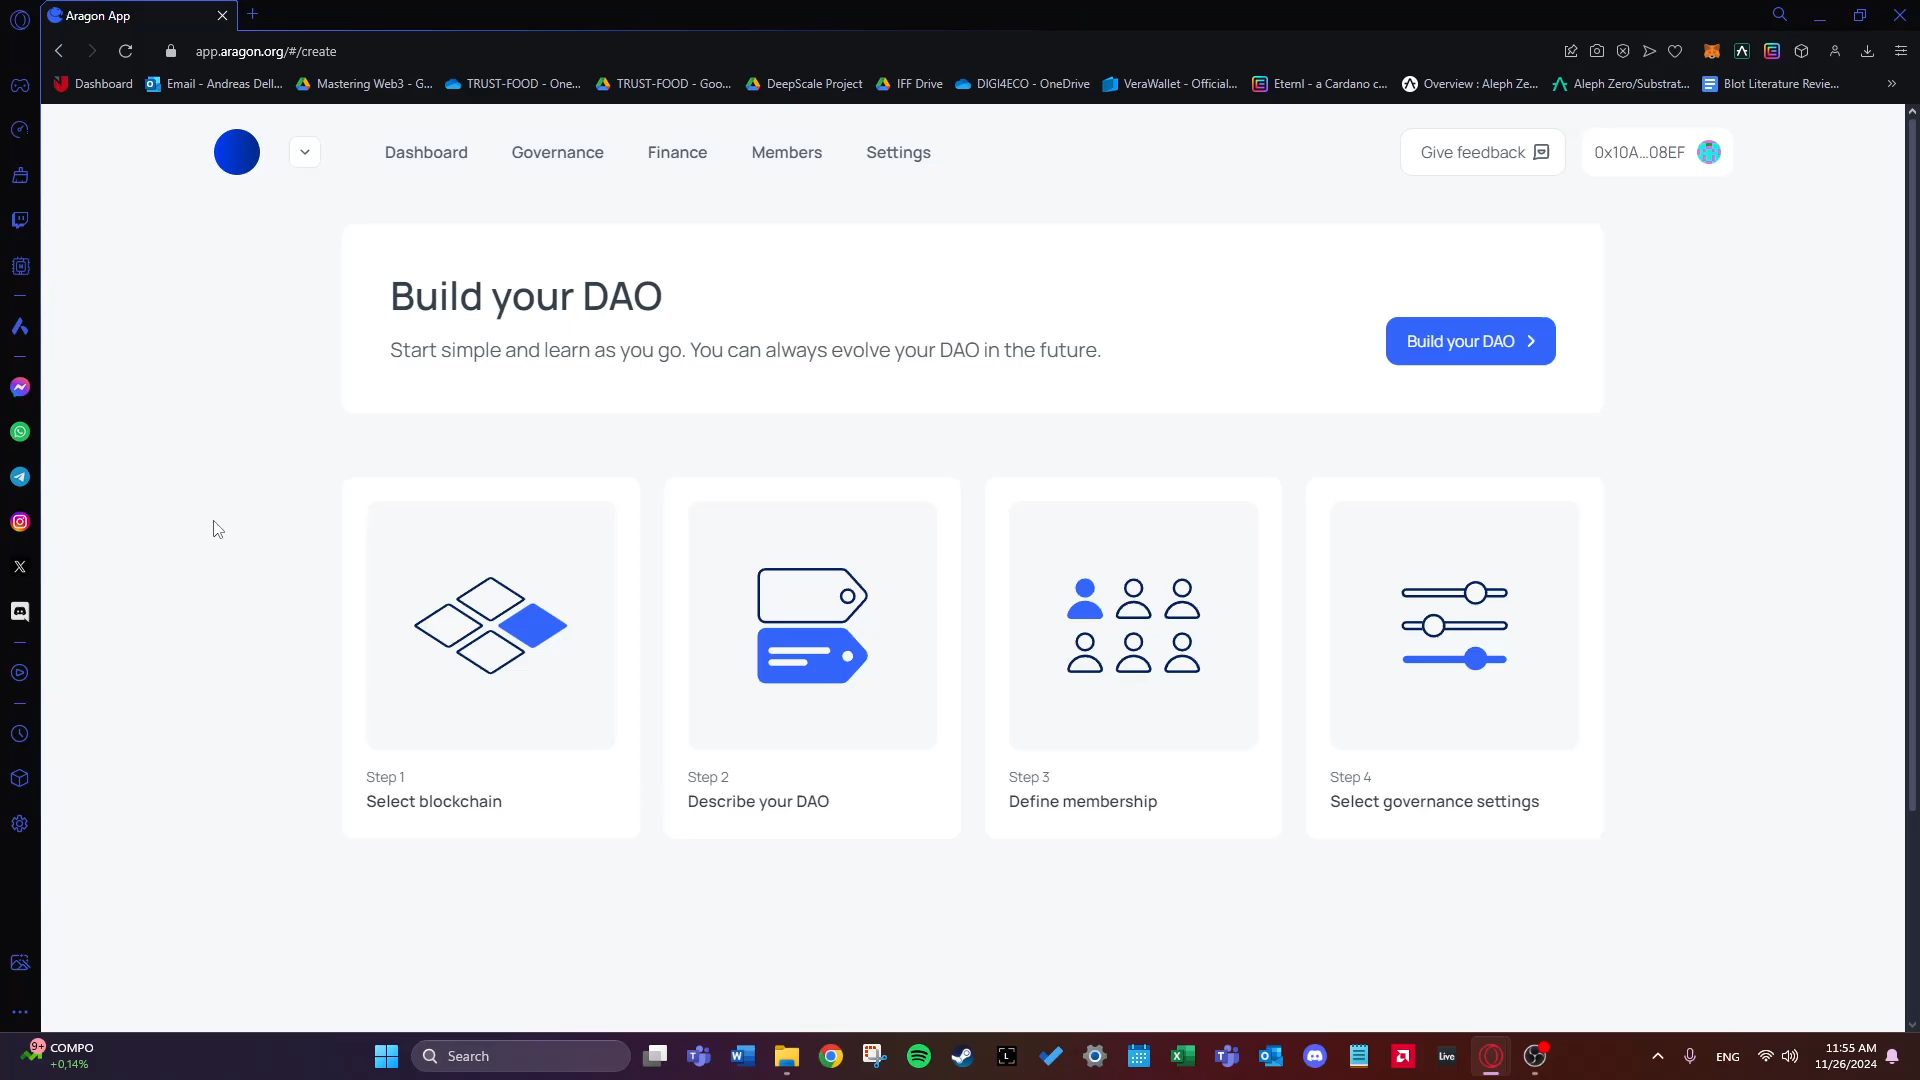 Aragon App
app.aragon.org/#/create
Dashboard
Email - Andreas Dell...
Mastering Web3 - G...
TRUST-FOOD - One...
TRUST-FOOD - Goo...
DeepScale Project
IFF Drive
DIGI4ECO - OneDrive
VeraWallet - Official...
Eternl - a Cardano c...
Overview : Aleph Ze...
Aleph Zero/Substrat...
Blot Literature Revie...
Dashboard
Governance
Finance
Members
Settings
Give feedback
0x10A...08EF
Build your DAO
Start simple and learn as you go. You can always evolve your DAO in the future.
Build your DAO
Step 1
Select blockchain
Step 2
Describe your DAO
Step 3
Define membership
Step 4
Select governance settings
9+
COMPO
+0,14%
Search
Live
ENG
11:55 AM
11/26/2024